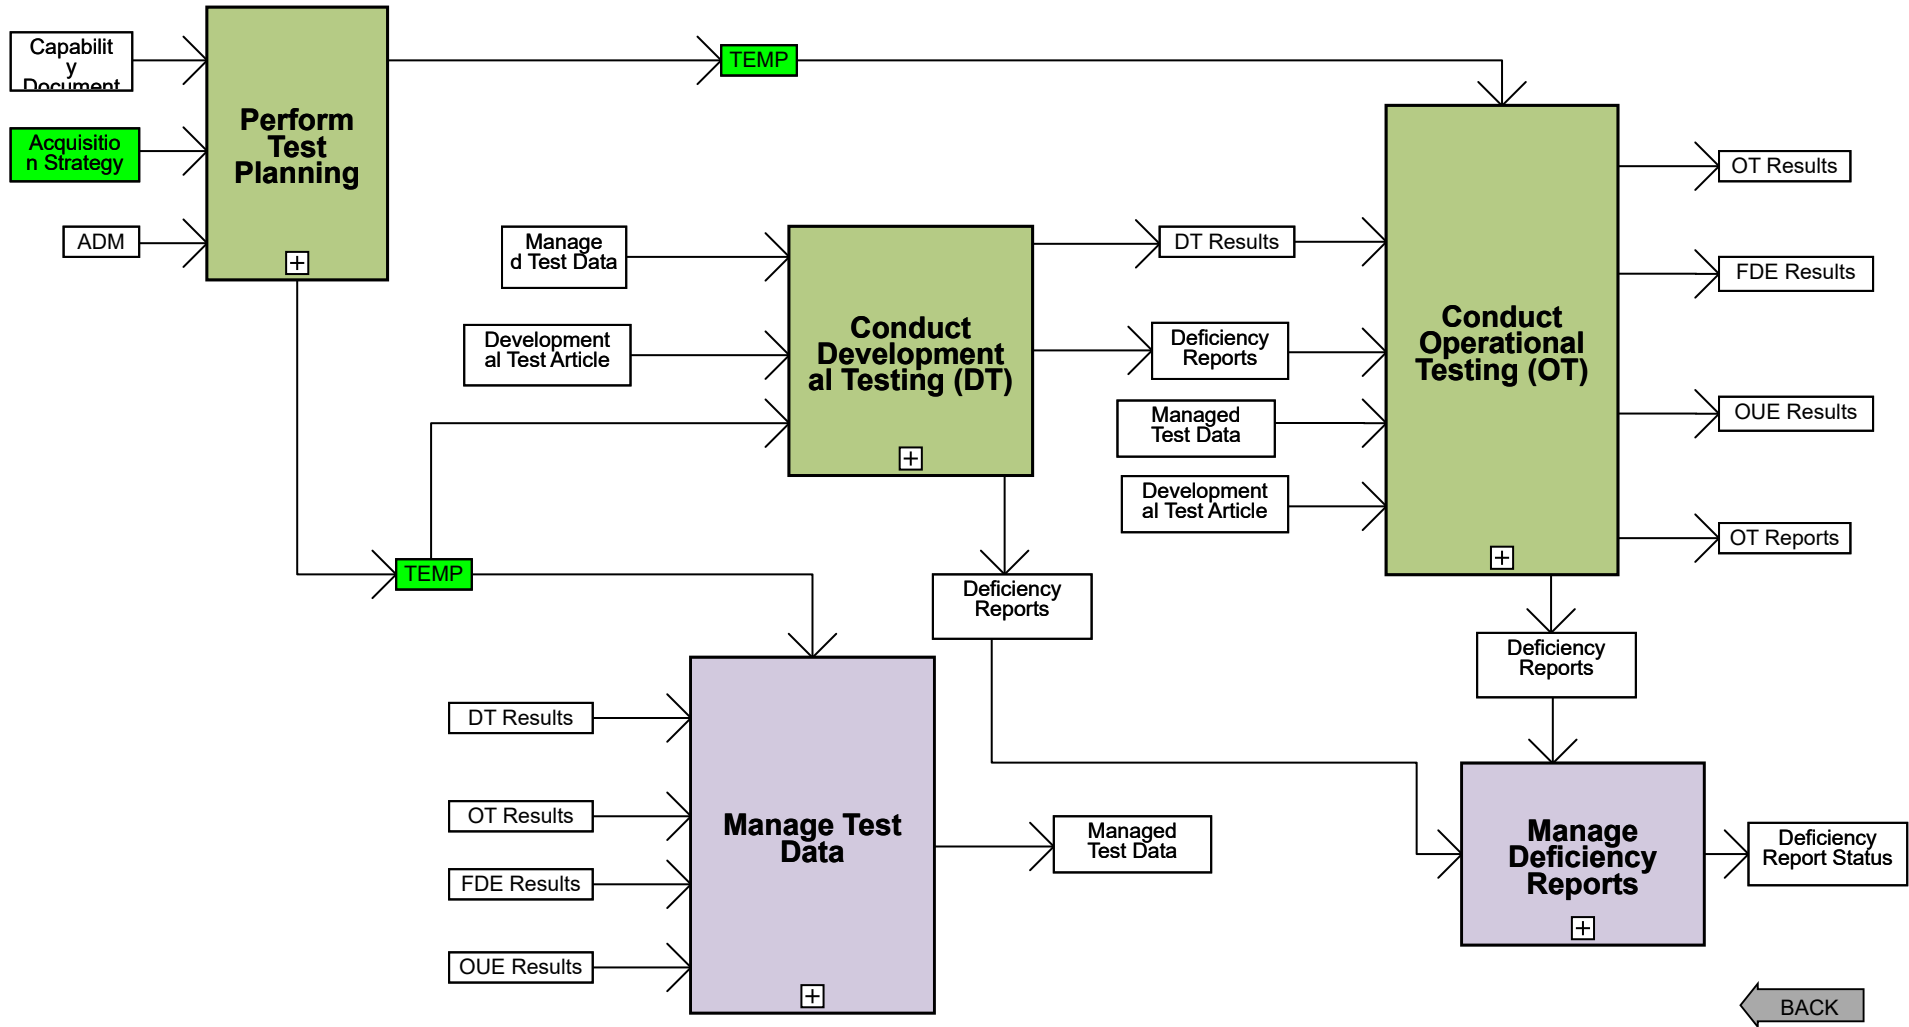 Capabilit
y
Document
Acquisitio
n Strategy
ADM
Perform
Test
Planning
TEMP
Manage
d Test Data
Development
al Test Article
Conduct
Development
al Testing (DT)
DT Results
Deficiency
Reports
Managed
Test Data
Development
al Test Article
Conduct
Operational
Testing (OT)
OT Results
FDE Results
OUE Results
OT Reports
TEMP
Deficiency
Reports
Deficiency
Reports
DT Results
OT Results
FDE Results
OUE Results
Manage Test
Data
Managed
Test Data
Manage
Deficiency
Reports
Deficiency
Report Status
BACK